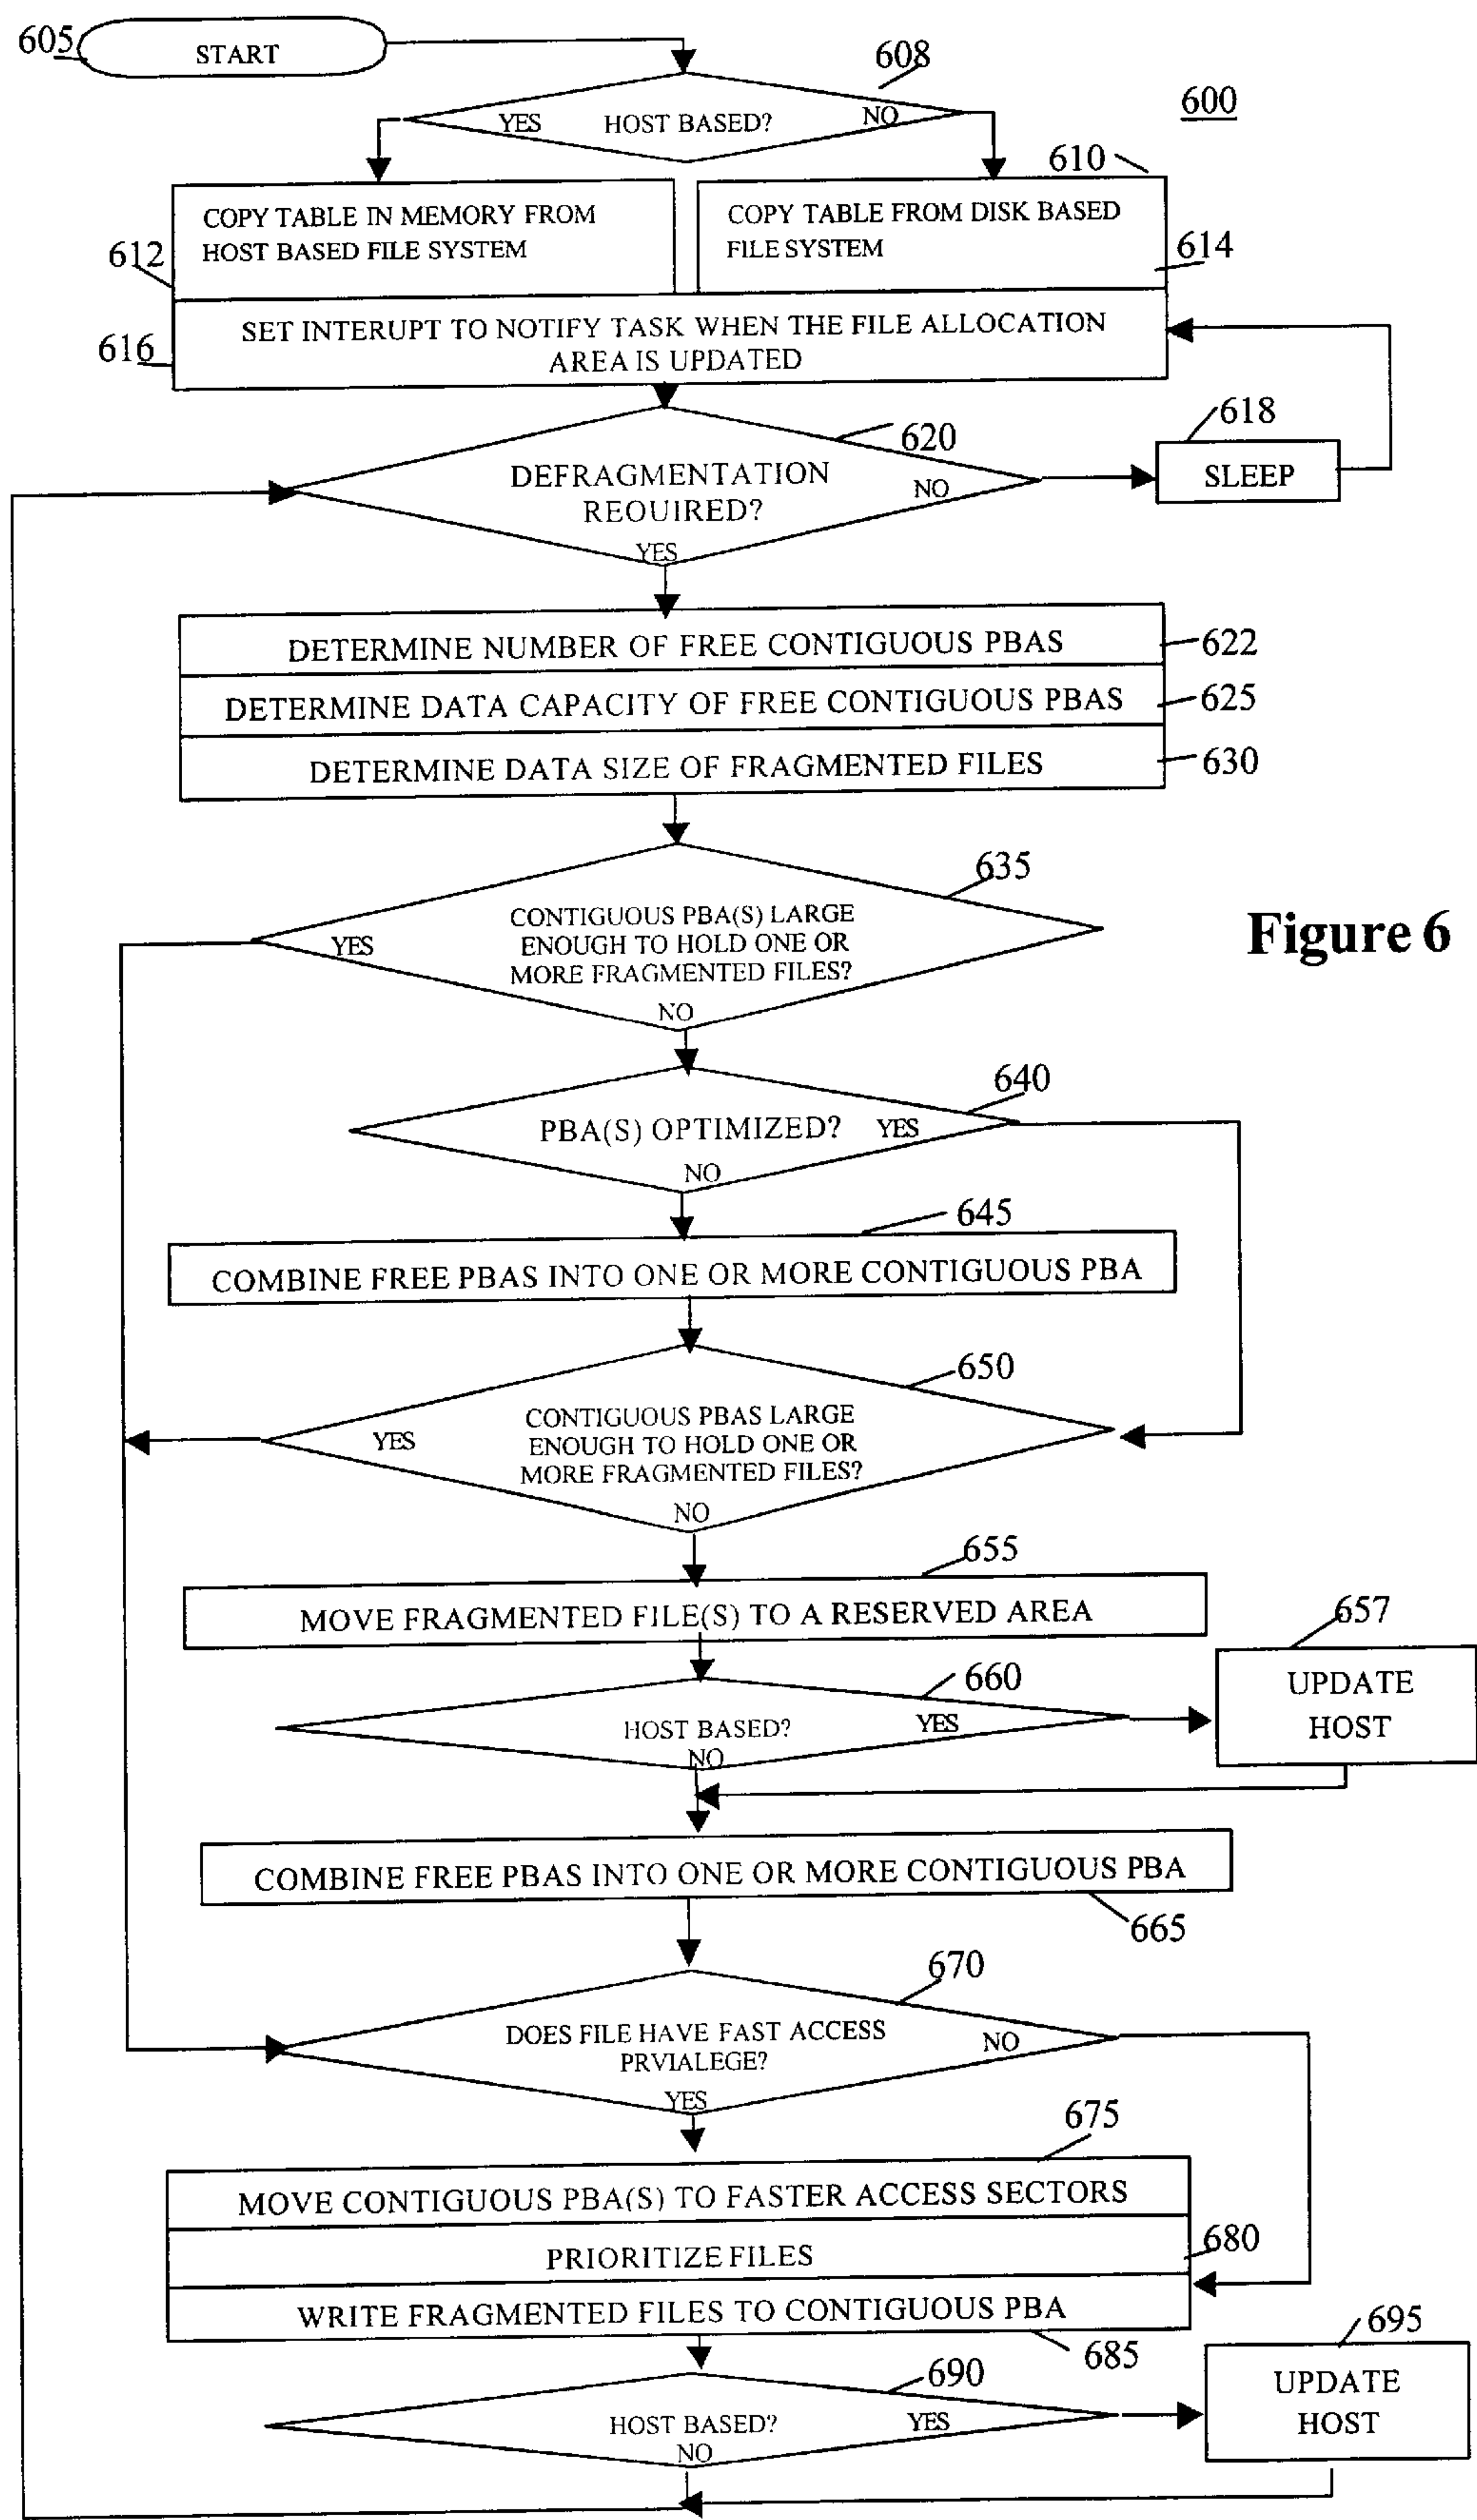 605
START
608
600
YES
HOST BASED?
NO
610
COPY TABLE IN MEMORY FROM
HOST BASED FILE SYSTEM
COPY TABLE FROM DISK BASED
FILE SYSTEM
612
614
SET INTERUPT TO NOTIFY TASK WHEN THE FILE ALLOCATION
AREA IS UPDATED
616
618
620
SLEEP
DEFRAGMENTATION
REOUIRED?
NO
YES
DETERMINE NUMBER OF FREE CONTIGUOUS PBAS
622
DETERMINE DATA CAPACITY OF FREE CONTIGUOUS PBAS
625
DETERMINE DATA SIZE OF FRAGMENTED FILES
630
635
CONTIGUOUS PBA(S) LARGE
ENOUGH TO HOLD ONE OR
MORE FRAGMENTED FILES?
YES
NO
Figure 6
640
PBA(S) OPTIMIZED?
YES
NO
645
COMBINE FREE PBAS INTO ONE OR MORE CONTIGUOUS PBA
650
CONTIGUOUS PBAS LARGE
ENOUGH TO HOLD ONE OR
MORE FRAGMENTED FILES?
YES
NO
655
MOVE FRAGMENTED FILE(S) TO A RESERVED AREA
657
660
UPDATE
HOST
HOST BASED?
YES
NO
COMBINE FREE PBAS INTO ONE OR MORE CONTIGUOUS PBA
665
670
DOES FILE HAVE FAST ACCESS
PRVIALEGE?
NO
YES
675
MOVE CONTIGUOUS PBA(S) TO FASTER ACCESS SECTORS
PRIORITIZE FILES
680
WRITE FRAGMENTED FILES TO CONTIGUOUS PBA
685
695
690
UPDATE
HOST
HOST BASED?
YES
NO